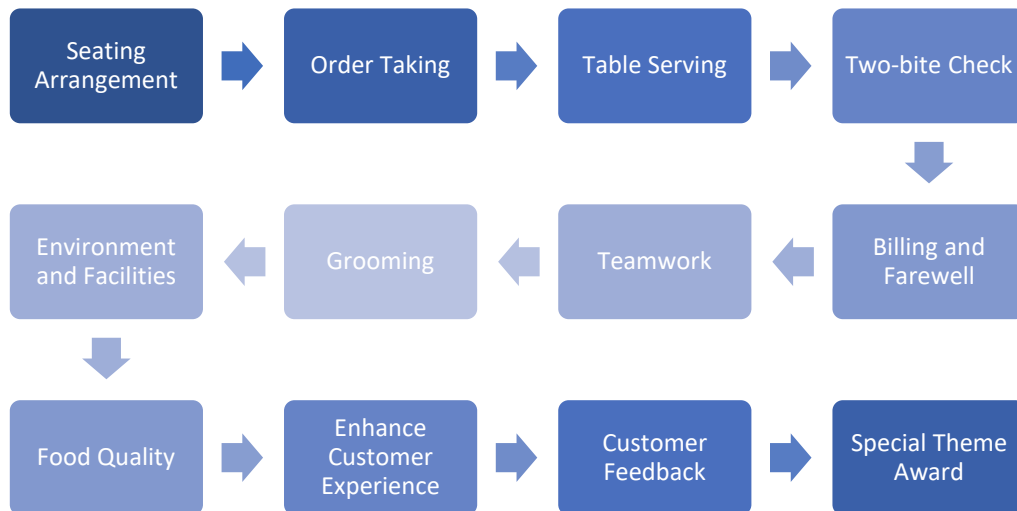 Seating
Arrangement
Order Taking
Table Serving
Two-bite Check
Billing and
Farewell
Teamwork
Grooming
Environment
and Facilities
Food Quality
Enhance
Customer
Experience
Customer
Feedback
Special Theme
Award